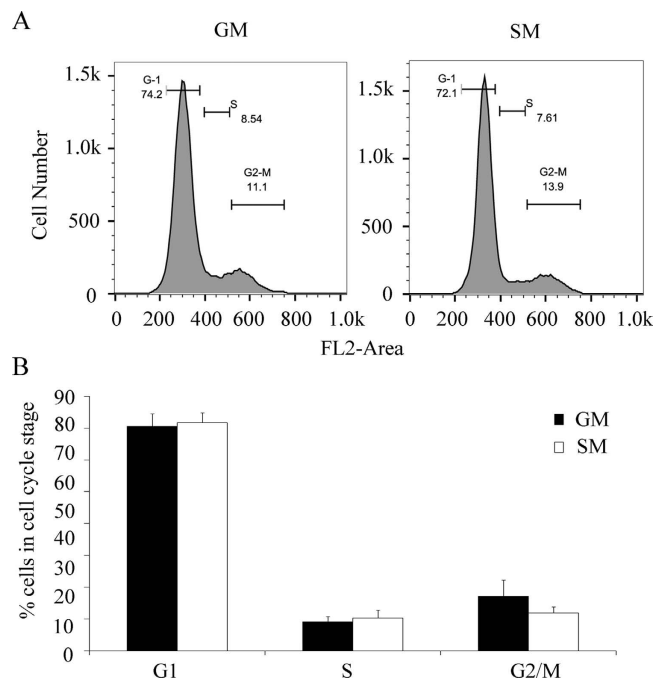 A
GM
SM
Cell Number
1.5k
1.0k
500
0
G-1
74.2
S
8.54
G2-M
11.1
0 200 400 600 800 1.0k
1.5k
1.0k
500
0
G-1
72.1
S
7.61
G2-M
13.9
0 200 400 600 800 1.0k
FL2-Area
B
% cells in cell cycle stage
90
80
70
60
50
40
30
20
10
0
GM
SM
G1 S G2/M